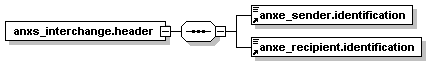 anxs_interchange.header
anxe_sender.identification
anxe_recipient.identification